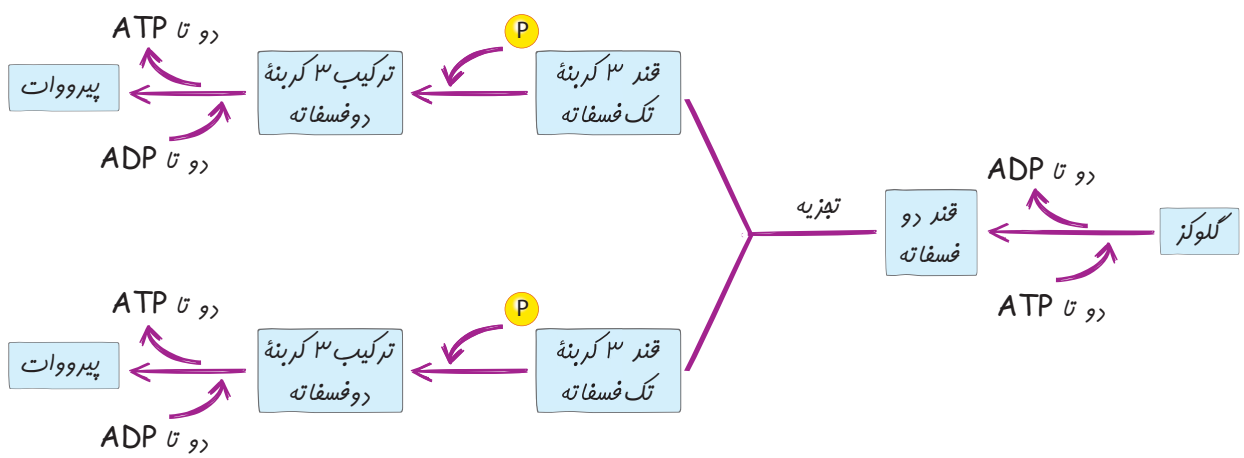 گلوکز
دو تا ADP
دو تا ATP
قند دو
فسفاته
تجزیه
قند ۳ کربنهٔ
تک فسفاته
P
ترکیب ۳ کربنهٔ
دوفسفاته
دو تا ATP
دو تا ADP
پیرووات
قند ۳ کربنهٔ
تک فسفاته
P
ترکیب ۳ کربنهٔ
دوفسفاته
دو تا ATP
دو تا ADP
پیرووات